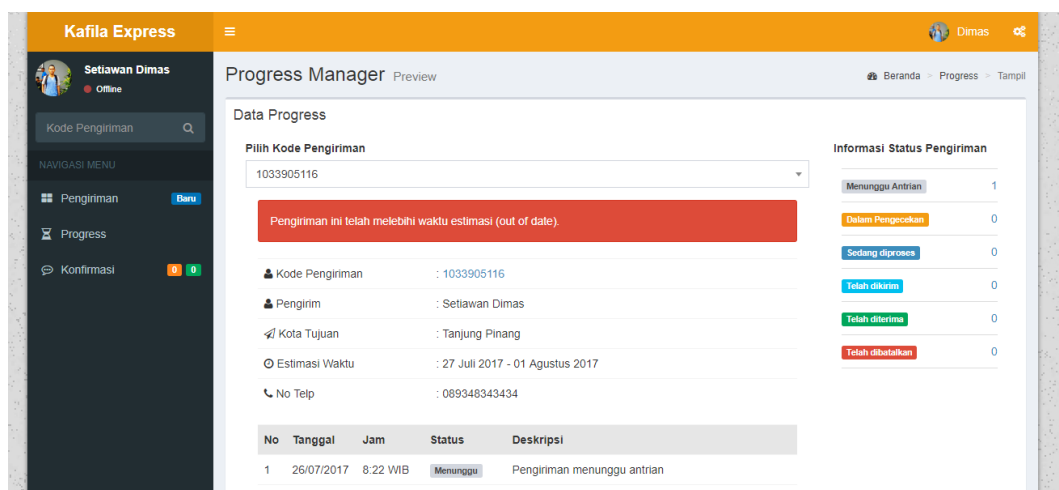 Kafila Express
Dimas
Setiawan Dimas
Offline
Kode Pengiriman
NAVIGASI MENU
Pengiriman Baru
Progress
Konfirmasi 0 0
Progress Manager Preview
Beranda > Progress > Tampil
Data Progress
Pilih Kode Pengiriman
1033905116
Pengiriman ini telah melebihi waktu estimasi (out of date).
Kode Pengiriman : 1033905116
Pengirim : Setiawan Dimas
Kota Tujuan : Tanjung Pinang
Estimasi Waktu : 27 Juli 2017 - 01 Agustus 2017
No Telp : 089348343434
No Tanggal Jam Status Deskripsi
1 26/07/2017 8:22 WIB Menunggu Pengiriman menunggu antrian
Informasi Status Pengiriman
Menunggu Antrian 1
Dalam Pengecekan 0
Sedang diproses 0
Telah dikirim 0
Telah diterima 0
Telah dibatalkan 0